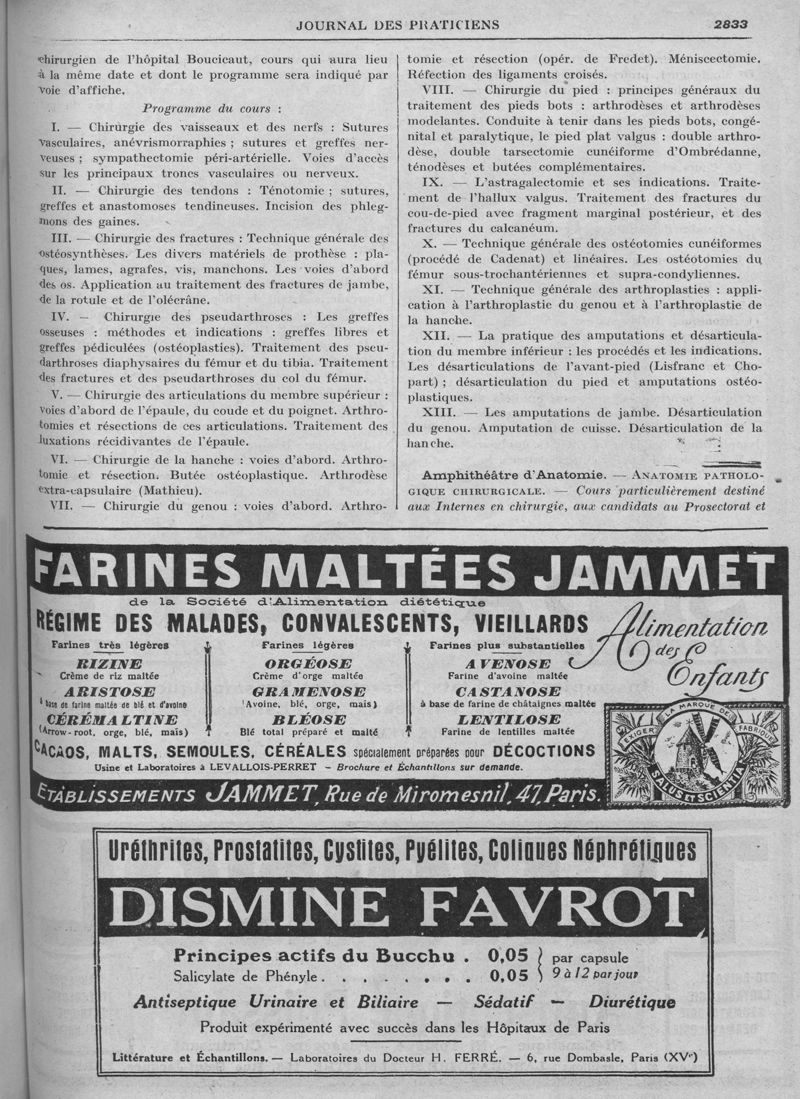 JOURNAL DES PRATICIENS
2833
chirurgien de l'hôpital Boucicaut, cours qui aura lieu
à la même date et dont le programme sera indiqué par
voie d'affiche.
Programme du cours :
I. — Chirurgie des vaisseaux et des nerfs : Sutures
vasculaires, anévrismorraphies ; sutures et greffes ner-
veuses ; sympathectomie péri-artérielle. Voies d'accès
sur les principaux troncs vasculaires ou nerveux.
II. — Chirurgie des tendons : Ténotomie ; sutures,
greffes et anastomoses tendineuses. Incision des phleg-
mons des gaines.
III. — Chirurgie des fractures : Technique générale des
ostéosynthèses. Les divers matériels de prothèse : pla-
ques, lames, agrafes, vis, manchons. Les voies d'abord
des os. Application au traitement des fractures de jambe,
de la rotule et de l'olécrâne.
IV. — Chirurgie des pseudarthroses : Les greffes
osseuses : méthodes et indications : greffes libres et
greffes pédiculées (ostéoplasties). Traitement des pseu-
darthroses diaphysaires du fémur et du tibia. Traitement
des fractures et des pseudarthroses du col du fémur.
V. — Chirurgie des articulations du membre supérieur :
voies d'abord de l'épaule, du coude et du poignet. Arthro-
tomies et résections de ces articulations. Traitement des
luxations récidivantes de l'épaule.
VI. — Chirurgie de la hanche : voies d'abord. Arthro-
tomie et résection. Butée ostéoplastique. Arthrodèse
extra-capsulaire (Mathieu).
VII. — Chirurgie du genou : voies d'abord. Arthro-
tomie et résection (opér. de Fredet). Méniscectomie.
Réfection des ligaments croisés.
VIII. — Chirurgie du pied : principes généraux du
traitement des pieds bots : arthrodèses et arthrodèses
modelantes. Conduite à tenir dans les pieds bots, congé-
nital et paralytique, le pied plat valgus : double arthro-
dèse, double tarsectomie cunéiforme d'Ombrédanne,
ténodèses et butées complémentaires.
IX. — L'astragalectomie et ses indications. Traite-
ment de l'hallux valgus. Traitement des fractures du
cou-de-pied avec fragment marginal postérieur, et des
fractures du calcanéum.
X. — Technique générale des ostéotomies cunéiformes
(procédé de Cadenat) et linéaires. Les ostéotomies du
fémur sous-trochantériennes et supra-condyliennes.
XI. — Technique générale des arthroplasties : appli-
cation à l'arthroplastie du genou et à l'arthroplastie de
la hanche.
XII. — La pratique des amputations et désarticula-
tion du membre inférieur : les procédés et les indications.
Les désarticulations de l'avant-pied (Lisfranc et Cho-
part) ; désarticulation du pied et amputations ostéo-
plastiques.
XIII. — Les amputations de jambe. Désarticulation
du genou. Amputation de cuisse. Désarticulation de la
hanche.
Amphithéâtre d'Anatomie. — ANATOMIE PATHOLO-
GIQUE CHIRURGICALE. — Cours particulièrement destiné
aux Internes en chirurgie, aux candidats au Prosectorat et
FARINES MALTÉES JAMMET
de la Société d'Alimentation diététique
RÉGIME DES MALADES, CONVALESCENTS, VIEILLARDS
Alimentation
des
Enfants
Farines très légères
RIZINE
Crème de riz maltée
ARISTOSE
à base de farine maltée de blé et d'avoine
CÉRÉMALTINE
(Arrow-root, orge, blé, maïs)
Farines légères
ORGÉOSE
Crème d'orge maltée
GRAMENOSE
(Avoine, blé, orge, maïs)
BLÉOSE
Blé total préparé et malté
Farines plus substantielles
AVENOSE
Farine d'avoine maltée
CASTANOSE
à base de farine de châtaignes maltée
LENTILOSE
Farine de lentilles maltée
CACAOS, MALTS, SEMOULES, CÉRÉALES spécialement préparées pour DÉCOCTIONS
Usine et Laboratoires à LEVALLOIS-PERRET – Brochure et Échantillons sur demande.
ÉTABLISSEMENTS JAMMET, Rue de Miromesnil, 47, Paris.
EXIGER LA MARQUE DE FABRIQUE
SALUS ET SCIENTIA
Uréthrites, Prostatites, Cystites, Pyélites, Coliques Néphrétiques
DISMINE FAVROT
Principes actifs du Bucchu . 0,05 } par capsule
Salicylate de Phényle . . . . . . . 0,05 } 9 à 12 par jour
Antiseptique Urinaire et Biliaire — Sédatif — Diurétique
Produit expérimenté avec succès dans les Hôpitaux de Paris
Littérature et Échantillons. — Laboratoires du Docteur H. FERRÉ. — 6, rue Dombasle, Paris (XVe)